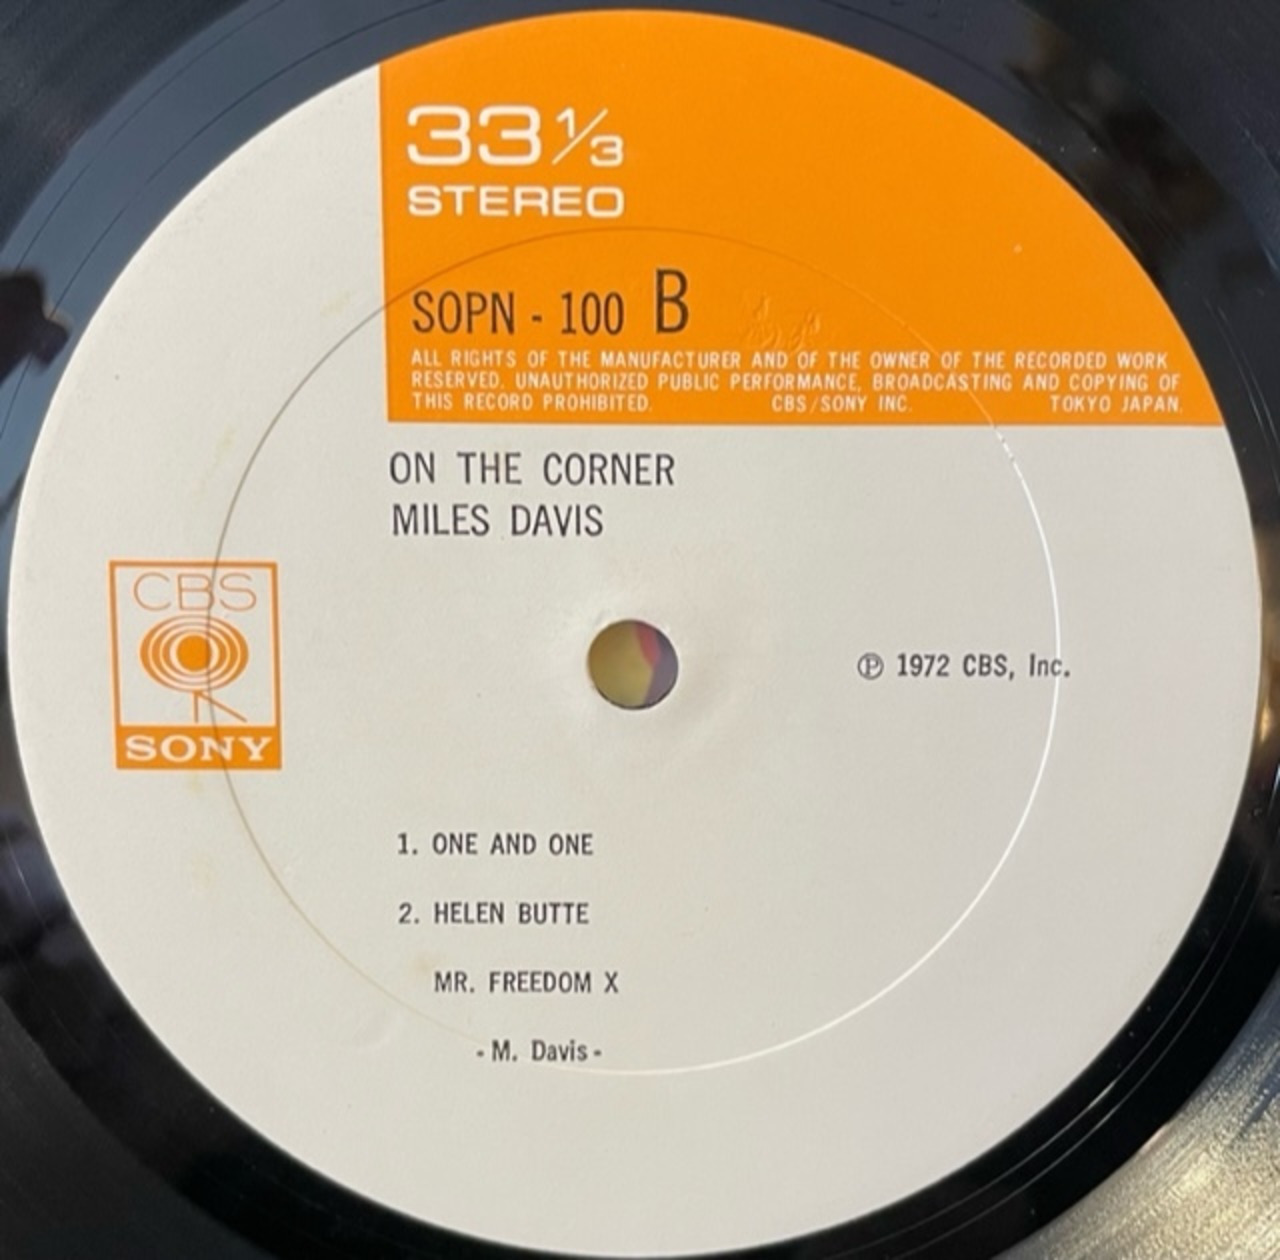 33 1/3
STEREO
SOPN - 100 B
ALL RIGHTS OF THE MANUFACTURER AND OF THE OWNER OF THE RECORDED WORK
RESERVED. UNAUTHORIZED PUBLIC PERFORMANCE, BROADCASTING AND COPYING OF
THIS RECORD PROHIBITED. CBS/SONY INC. TOKYO JAPAN.
ON THE CORNER
MILES DAVIS
CBS
SONY
℗ 1972 CBS, Inc.
1. ONE AND ONE
2. HELEN BUTTE
MR. FREEDOM X
- M. Davis -